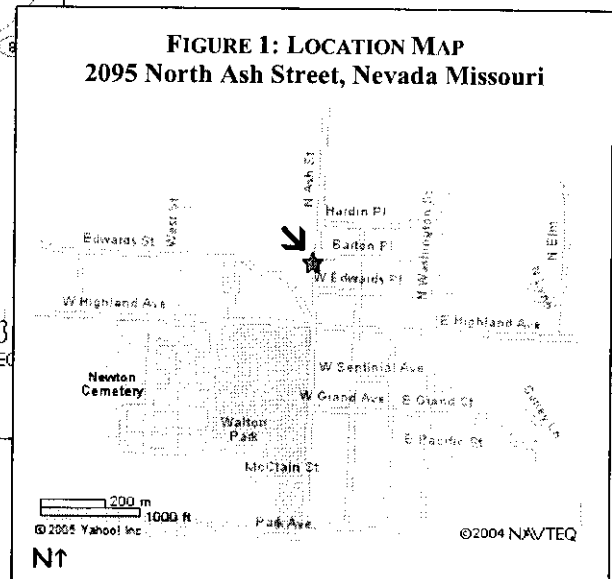 FIGURE 1: LOCATION MAP
2095 North Ash Street, Nevada Missouri
N Ash St
Hardin Pl
West St
Edwards St
Barton Pl
N Washington St
N Elm
W Edwards Pl
N Lynn
W Highland Ave
E Highland Ave
W Sentinial Ave
Newton
Cemetery
W Grand Ave
E Grand St
Walton
Park
E Pacific St
McClain St
200 m
1000 ft
Park Ave
© 2005 Yahoo! Inc
©2004 NAVTEQ
N↑